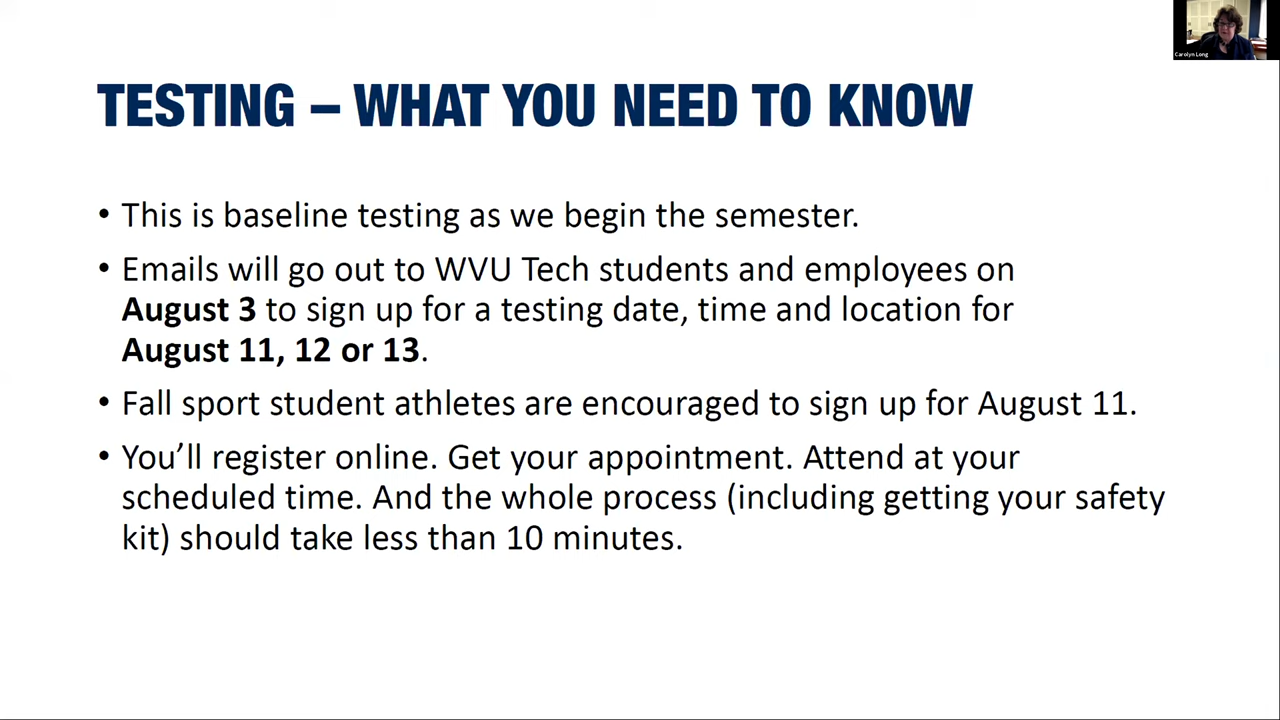 Carolyn Long
TESTING – WHAT YOU NEED TO KNOW
• This is baseline testing as we begin the semester.
• Emails will go out to WVU Tech students and employees on
August 3 to sign up for a testing date, time and location for
August 11, 12 or 13.
• Fall sport student athletes are encouraged to sign up for August 11.
• You’ll register online. Get your appointment. Attend at your
scheduled time. And the whole process (including getting your safety
kit) should take less than 10 minutes.